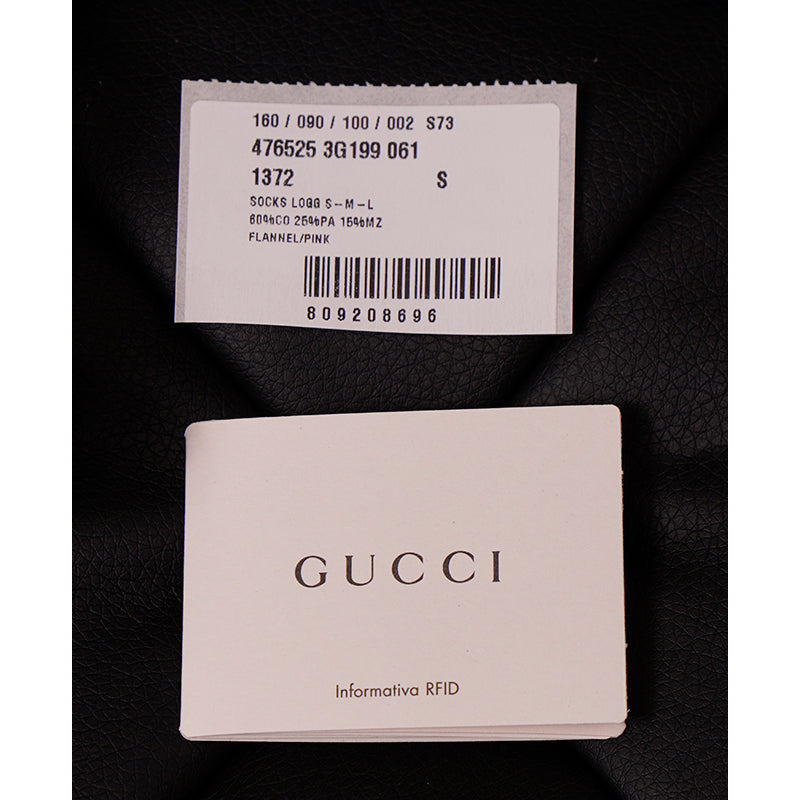 160 / 090 / 100 / 002 S73
476525 3G199 061
1372 S
SOCKS LOGG S-M-L
60%CO 25%PA 15%MZ
FLANNEL/PINK
809208696
GUCCI
Informativa RFID